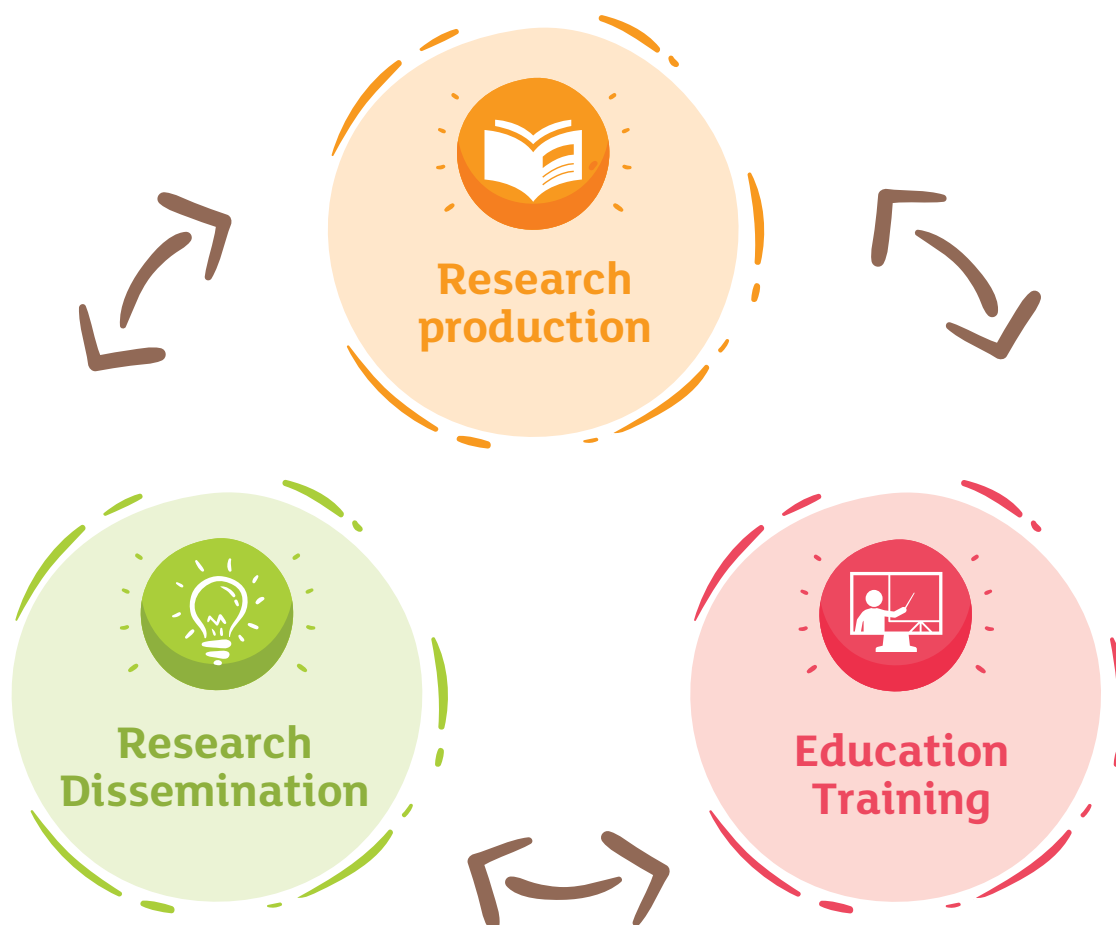 Research
production
Research
Dissemination
Education
Training